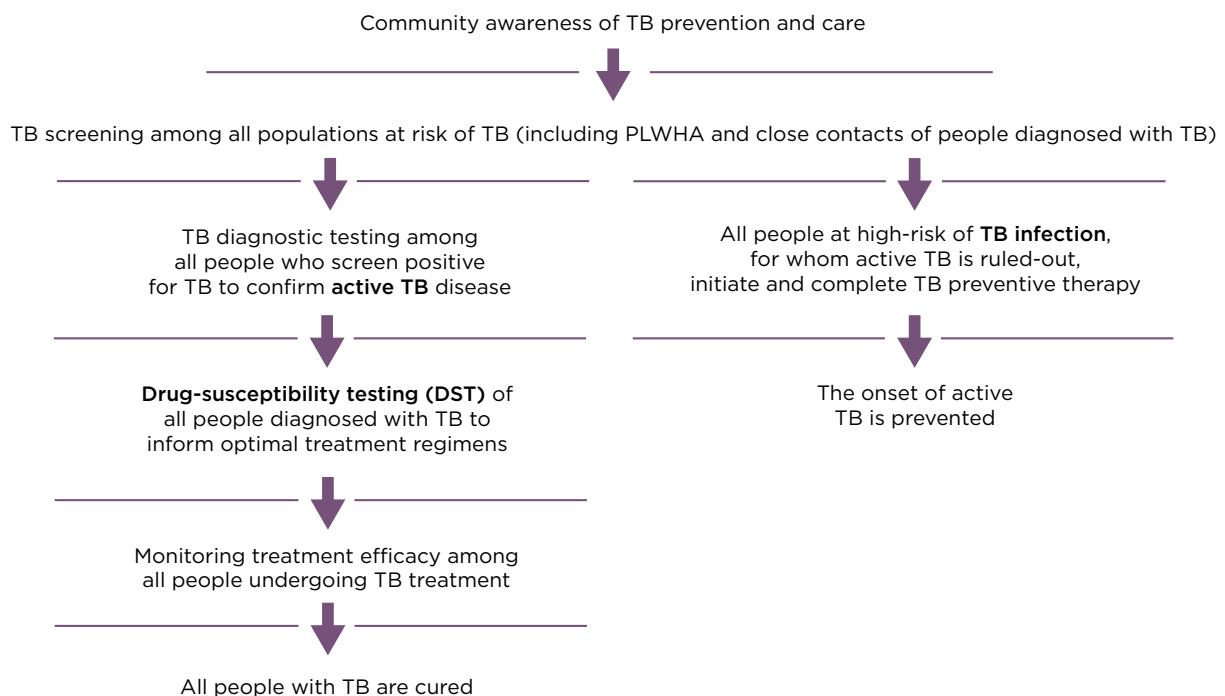 Community awareness of TB prevention and care
TB screening among all populations at risk of TB (including PLWHA and close contacts of people diagnosed with TB)
TB diagnostic testing among
all people who screen positive
for TB to confirm active TB disease
All people at high-risk of TB infection,
for whom active TB is ruled-out,
initiate and complete TB preventive therapy
Drug-susceptibility testing (DST) of
all people diagnosed with TB to
inform optimal treatment regimens
The onset of active
TB is prevented
Monitoring treatment efficacy among
all people undergoing TB treatment
All people with TB are cured